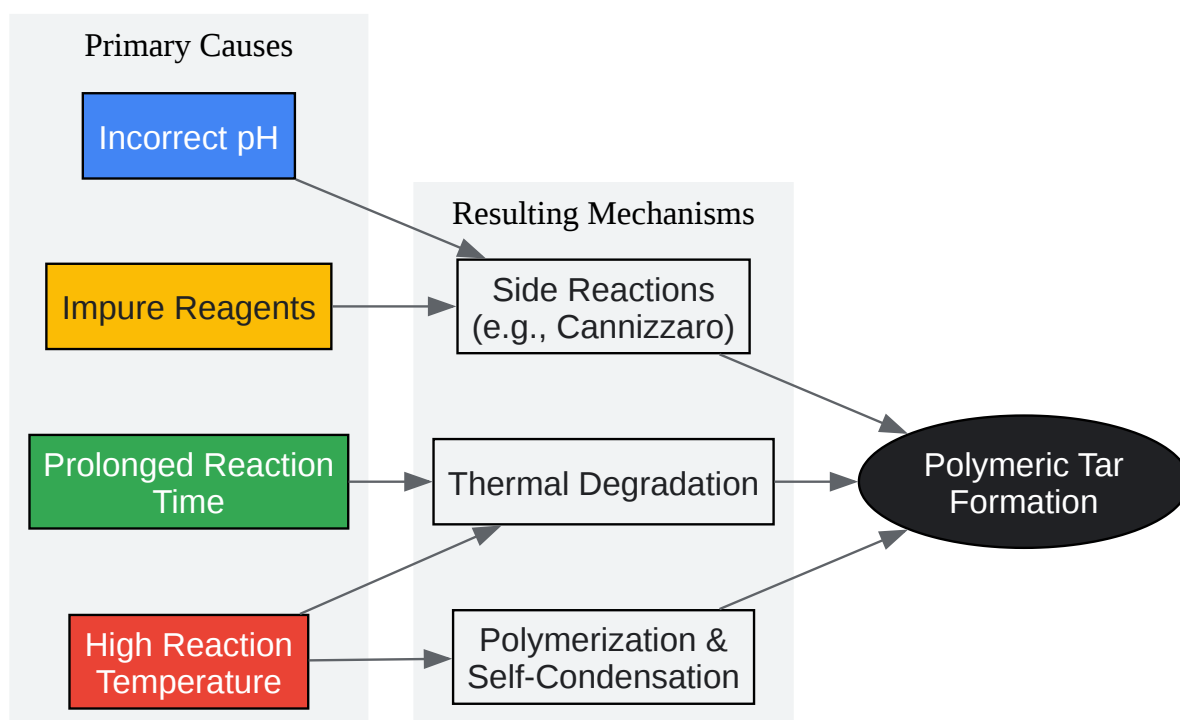 Primary Causes
Incorrect pH
Impure Reagents
Prolonged Reaction
Time
High Reaction
Temperature
Resulting Mechanisms
Side Reactions
(e.g., Cannizzaro)
Thermal Degradation
Polymerization &
Self-Condensation
Polymeric Tar
Formation